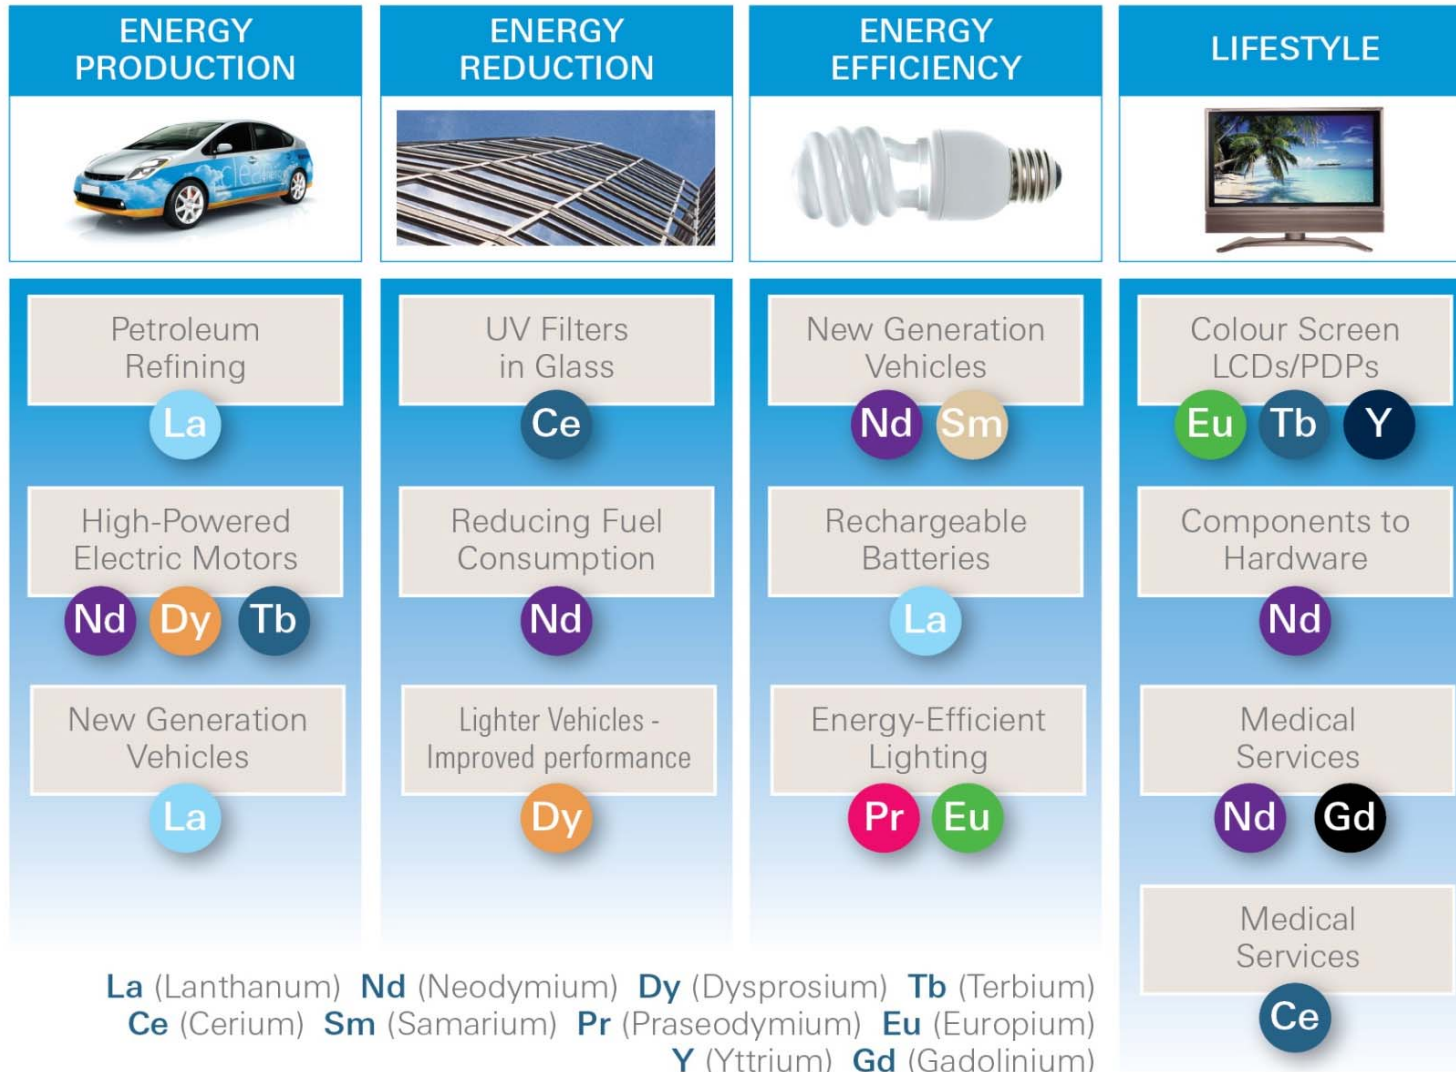 ENERGY
PRODUCTION
clean
Petroleum
Refining
La
High-Powered
Electric Motors
Nd Dy Tb
New Generation
Vehicles
La
ENERGY
REDUCTION
UV Filters
in Glass
Ce
Reducing Fuel
Consumption
Nd
Lighter Vehicles -
Improved performance
Dy
ENERGY
EFFICIENCY
New Generation
Vehicles
Nd Sm
Rechargeable
Batteries
La
Energy-Efficient
Lighting
Pr Eu
LIFESTYLE
Colour Screen
LCDs/PDPs
Eu Tb Y
Components to
Hardware
Nd
Medical
Services
Nd Gd
Medical
Services
Ce
La (Lanthanum) Nd (Neodymium) Dy (Dysprosium) Tb (Terbium)
Ce (Cerium) Sm (Samarium) Pr (Praseodymium) Eu (Europium)
Y (Yttrium) Gd (Gadolinium)